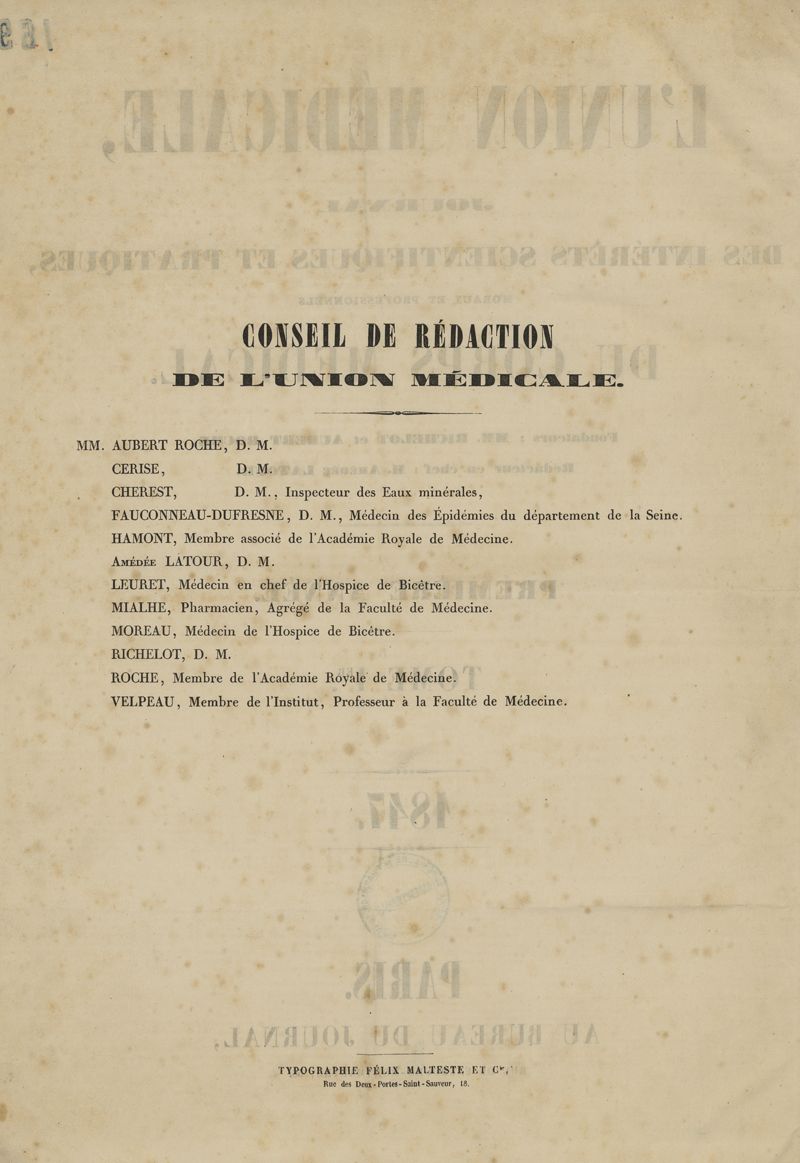 CONSEIL DE RÉDACTION
DE L'UNION MÉDICALE.
MM. AUBERT ROCHE, D. M.
CERISE, D. M.
CHEREST, D. M., Inspecteur des Eaux minérales,
FAUCONNEAU-DUFRESNE, D. M., Médecin des Épidémies du département de la Seine.
HAMONT, Membre associé de l'Académie Royale de Médecine.
AMÉDÉE LATOUR, D. M.
LEURET, Médecin en chef de l'Hospice de Bicêtre.
MIALHE, Pharmacien, Agrégé de la Faculté de Médecine.
MOREAU, Médecin de l'Hospice de Bicêtre.
RICHELOT, D. M.
ROCHE, Membre de l'Académie Royale de Médecine.
VELPEAU, Membre de l'Institut, Professeur à la Faculté de Médecine.
TYPOGRAPHIE FÉLIX MALTESTE ET Cie,
Rue des Deux-Portes-Saint-Sauveur, 18.